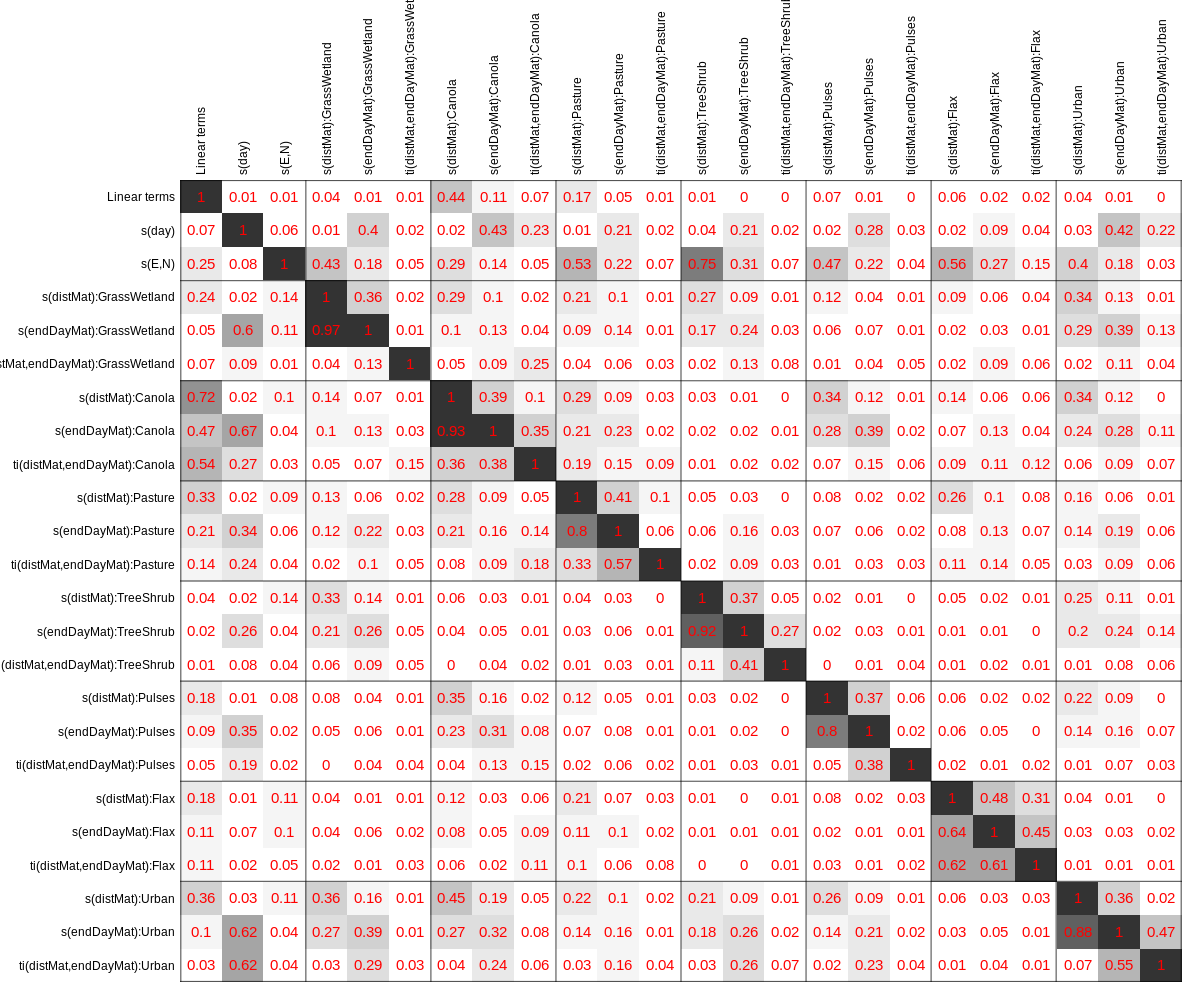 Linear terms
s(day)
s(E,N)
s(distMat):GrassWetland
s(endDayMat):GrassWetland
ti(distMat,endDayMat):GrassWet
s(distMat):Canola
s(endDayMat):Canola
ti(distMat,endDayMat):Canola
s(distMat):Pasture
s(endDayMat):Pasture
ti(distMat,endDayMat):Pasture
s(distMat):TreeShrub
s(endDayMat):TreeShrub
ti(distMat,endDayMat):TreeShru
s(distMat):Pulses
s(endDayMat):Pulses
ti(distMat,endDayMat):Pulses
s(distMat):Flax
s(endDayMat):Flax
ti(distMat,endDayMat):Flax
s(distMat):Urban
s(endDayMat):Urban
ti(distMat,endDayMat):Urban
Linear terms 1 0.01 0.01 0.04 0.01 0.01 0.44 0.11 0.07 0.17 0.05 0.01 0.01 0 0 0.07 0.01 0 0.06 0.02 0.02 0.04 0.01 0
s(day) 0.07 1 0.06 0.01 0.4 0.02 0.02 0.43 0.23 0.01 0.21 0.02 0.04 0.21 0.02 0.02 0.28 0.03 0.02 0.09 0.04 0.03 0.42 0.22
s(E,N) 0.25 0.08 1 0.43 0.18 0.05 0.29 0.14 0.05 0.53 0.22 0.07 0.75 0.31 0.07 0.47 0.22 0.04 0.56 0.27 0.15 0.4 0.18 0.03
s(distMat):GrassWetland 0.24 0.02 0.14 1 0.36 0.02 0.29 0.1 0.02 0.21 0.1 0.01 0.27 0.09 0.01 0.12 0.04 0.01 0.09 0.06 0.04 0.34 0.13 0.01
s(endDayMat):GrassWetland 0.05 0.6 0.11 0.97 1 0.01 0.1 0.13 0.04 0.09 0.14 0.01 0.17 0.24 0.03 0.06 0.07 0.01 0.02 0.03 0.01 0.29 0.39 0.13
stMat,endDayMat):GrassWetland 0.07 0.09 0.01 0.04 0.13 1 0.05 0.09 0.25 0.04 0.06 0.03 0.02 0.13 0.08 0.01 0.04 0.05 0.02 0.09 0.06 0.02 0.11 0.04
s(distMat):Canola 0.72 0.02 0.1 0.14 0.07 0.01 1 0.39 0.1 0.29 0.09 0.03 0.03 0.01 0 0.34 0.12 0.01 0.14 0.06 0.06 0.34 0.12 0
s(endDayMat):Canola 0.47 0.67 0.04 0.1 0.13 0.03 0.93 1 0.35 0.21 0.23 0.02 0.02 0.02 0.01 0.28 0.39 0.02 0.07 0.13 0.04 0.24 0.28 0.11
ti(distMat,endDayMat):Canola 0.54 0.27 0.03 0.05 0.07 0.15 0.36 0.38 1 0.19 0.15 0.09 0.01 0.02 0.02 0.07 0.15 0.06 0.09 0.11 0.12 0.06 0.09 0.07
s(distMat):Pasture 0.33 0.02 0.09 0.13 0.06 0.02 0.28 0.09 0.05 1 0.41 0.1 0.05 0.03 0 0.08 0.02 0.02 0.26 0.1 0.08 0.16 0.06 0.01
s(endDayMat):Pasture 0.21 0.34 0.06 0.12 0.22 0.03 0.21 0.16 0.14 0.8 1 0.06 0.06 0.16 0.03 0.07 0.06 0.02 0.08 0.13 0.07 0.14 0.19 0.06
ti(distMat,endDayMat):Pasture 0.14 0.24 0.04 0.02 0.1 0.05 0.08 0.09 0.18 0.33 0.57 1 0.02 0.09 0.03 0.01 0.03 0.03 0.11 0.14 0.05 0.03 0.09 0.06
s(distMat):TreeShrub 0.04 0.02 0.14 0.33 0.14 0.01 0.06 0.03 0.01 0.04 0.03 0 1 0.37 0.05 0.02 0.01 0 0.05 0.02 0.01 0.25 0.11 0.01
s(endDayMat):TreeShrub 0.02 0.26 0.04 0.21 0.26 0.05 0.04 0.05 0.01 0.03 0.06 0.01 0.92 1 0.27 0.02 0.03 0.01 0.01 0.01 0 0.2 0.24 0.14
(distMat,endDayMat):TreeShrub 0.01 0.08 0.04 0.06 0.09 0.05 0 0.04 0.02 0.01 0.03 0.01 0.11 0.41 1 0 0.01 0.04 0.01 0.02 0.01 0.01 0.08 0.06
s(distMat):Pulses 0.18 0.01 0.08 0.08 0.04 0.01 0.35 0.16 0.02 0.12 0.05 0.01 0.03 0.02 0 1 0.37 0.06 0.06 0.02 0.02 0.22 0.09 0
s(endDayMat):Pulses 0.09 0.35 0.02 0.05 0.06 0.01 0.23 0.31 0.08 0.07 0.08 0.01 0.01 0.02 0 0.8 1 0.02 0.06 0.05 0 0.14 0.16 0.07
ti(distMat,endDayMat):Pulses 0.05 0.19 0.02 0 0.04 0.04 0.04 0.13 0.15 0.02 0.06 0.02 0.01 0.03 0.01 0.05 0.38 1 0.02 0.01 0.02 0.01 0.07 0.03
s(distMat):Flax 0.18 0.01 0.11 0.04 0.01 0.01 0.12 0.03 0.06 0.21 0.07 0.03 0.01 0 0.01 0.08 0.02 0.03 1 0.48 0.31 0.04 0.01 0
s(endDayMat):Flax 0.11 0.07 0.1 0.04 0.06 0.02 0.08 0.05 0.09 0.11 0.1 0.02 0.01 0.01 0.01 0.02 0.01 0.01 0.64 1 0.45 0.03 0.03 0.02
ti(distMat,endDayMat):Flax 0.11 0.02 0.05 0.02 0.01 0.03 0.06 0.02 0.11 0.1 0.06 0.08 0 0 0.01 0.03 0.01 0.02 0.62 0.61 1 0.01 0.01 0.01
s(distMat):Urban 0.36 0.03 0.11 0.36 0.16 0.01 0.45 0.19 0.05 0.22 0.1 0.02 0.21 0.09 0.01 0.26 0.09 0.01 0.06 0.03 0.03 1 0.36 0.02
s(endDayMat):Urban 0.1 0.62 0.04 0.27 0.39 0.01 0.27 0.32 0.08 0.14 0.16 0.01 0.18 0.26 0.02 0.14 0.21 0.02 0.03 0.05 0.01 0.88 1 0.47
ti(distMat,endDayMat):Urban 0.03 0.62 0.04 0.03 0.29 0.03 0.04 0.24 0.06 0.03 0.16 0.04 0.03 0.26 0.07 0.02 0.23 0.04 0.01 0.04 0.01 0.07 0.55 1